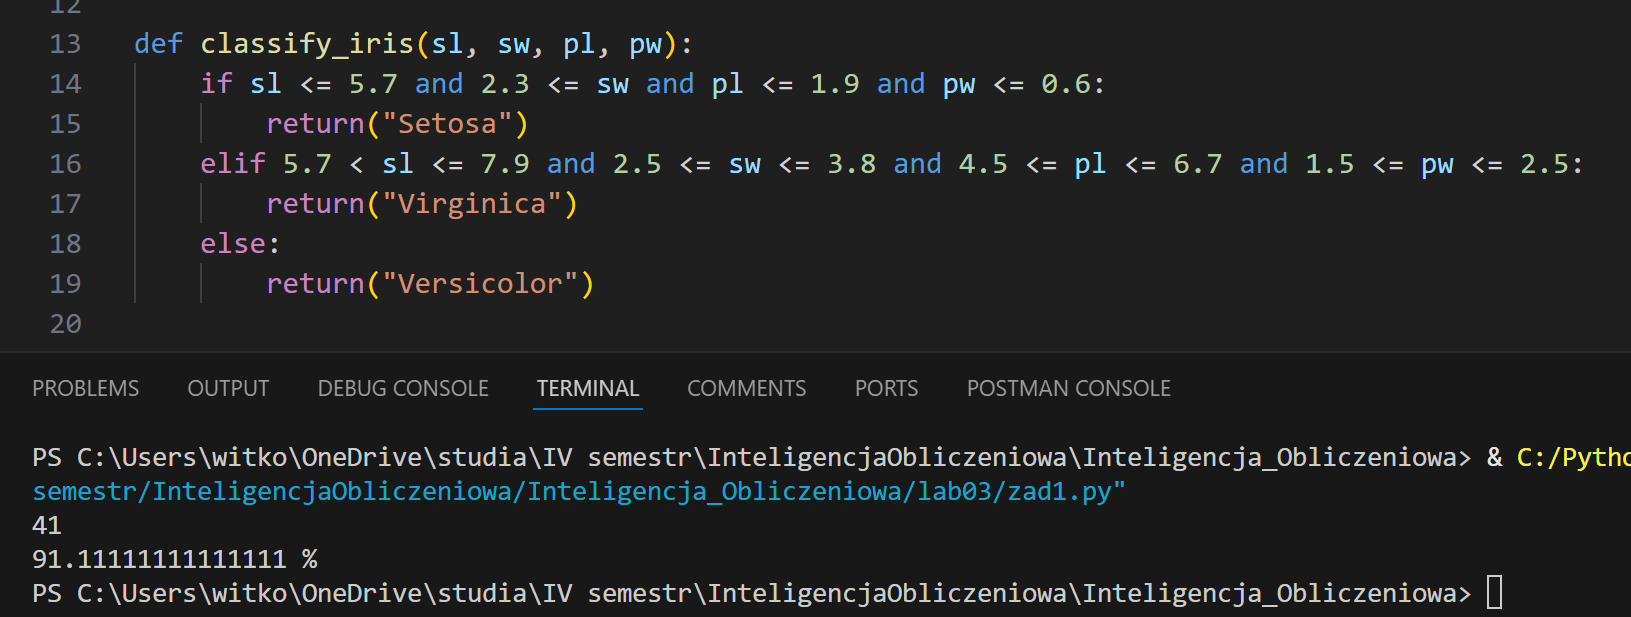 12
13 def classify_iris(sl, sw, pl, pw):
14 if sl <= 5.7 and 2.3 <= sw and pl <= 1.9 and pw <= 0.6:
15 return("Setosa")
16 elif 5.7 < sl <= 7.9 and 2.5 <= sw <= 3.8 and 4.5 <= pl <= 6.7 and 1.5 <= pw <= 2.5:
17 return("Virginica")
18 else:
19 return("Versicolor")
20
PROBLEMS OUTPUT DEBUG CONSOLE TERMINAL COMMENTS PORTS POSTMAN CONSOLE
PS C:\Users\witko\OneDrive\studia\IV semestr\InteligencjaObliczeniowa\Inteligencja_Obliczeniowa> & C:/Pytho
semestr/InteligencjaObliczeniowa/Inteligencja_Obliczeniowa/lab03/zad1.py"
41
91.11111111111111 %
PS C:\Users\witko\OneDrive\studia\IV semestr\InteligencjaObliczeniowa\Inteligencja_Obliczeniowa>